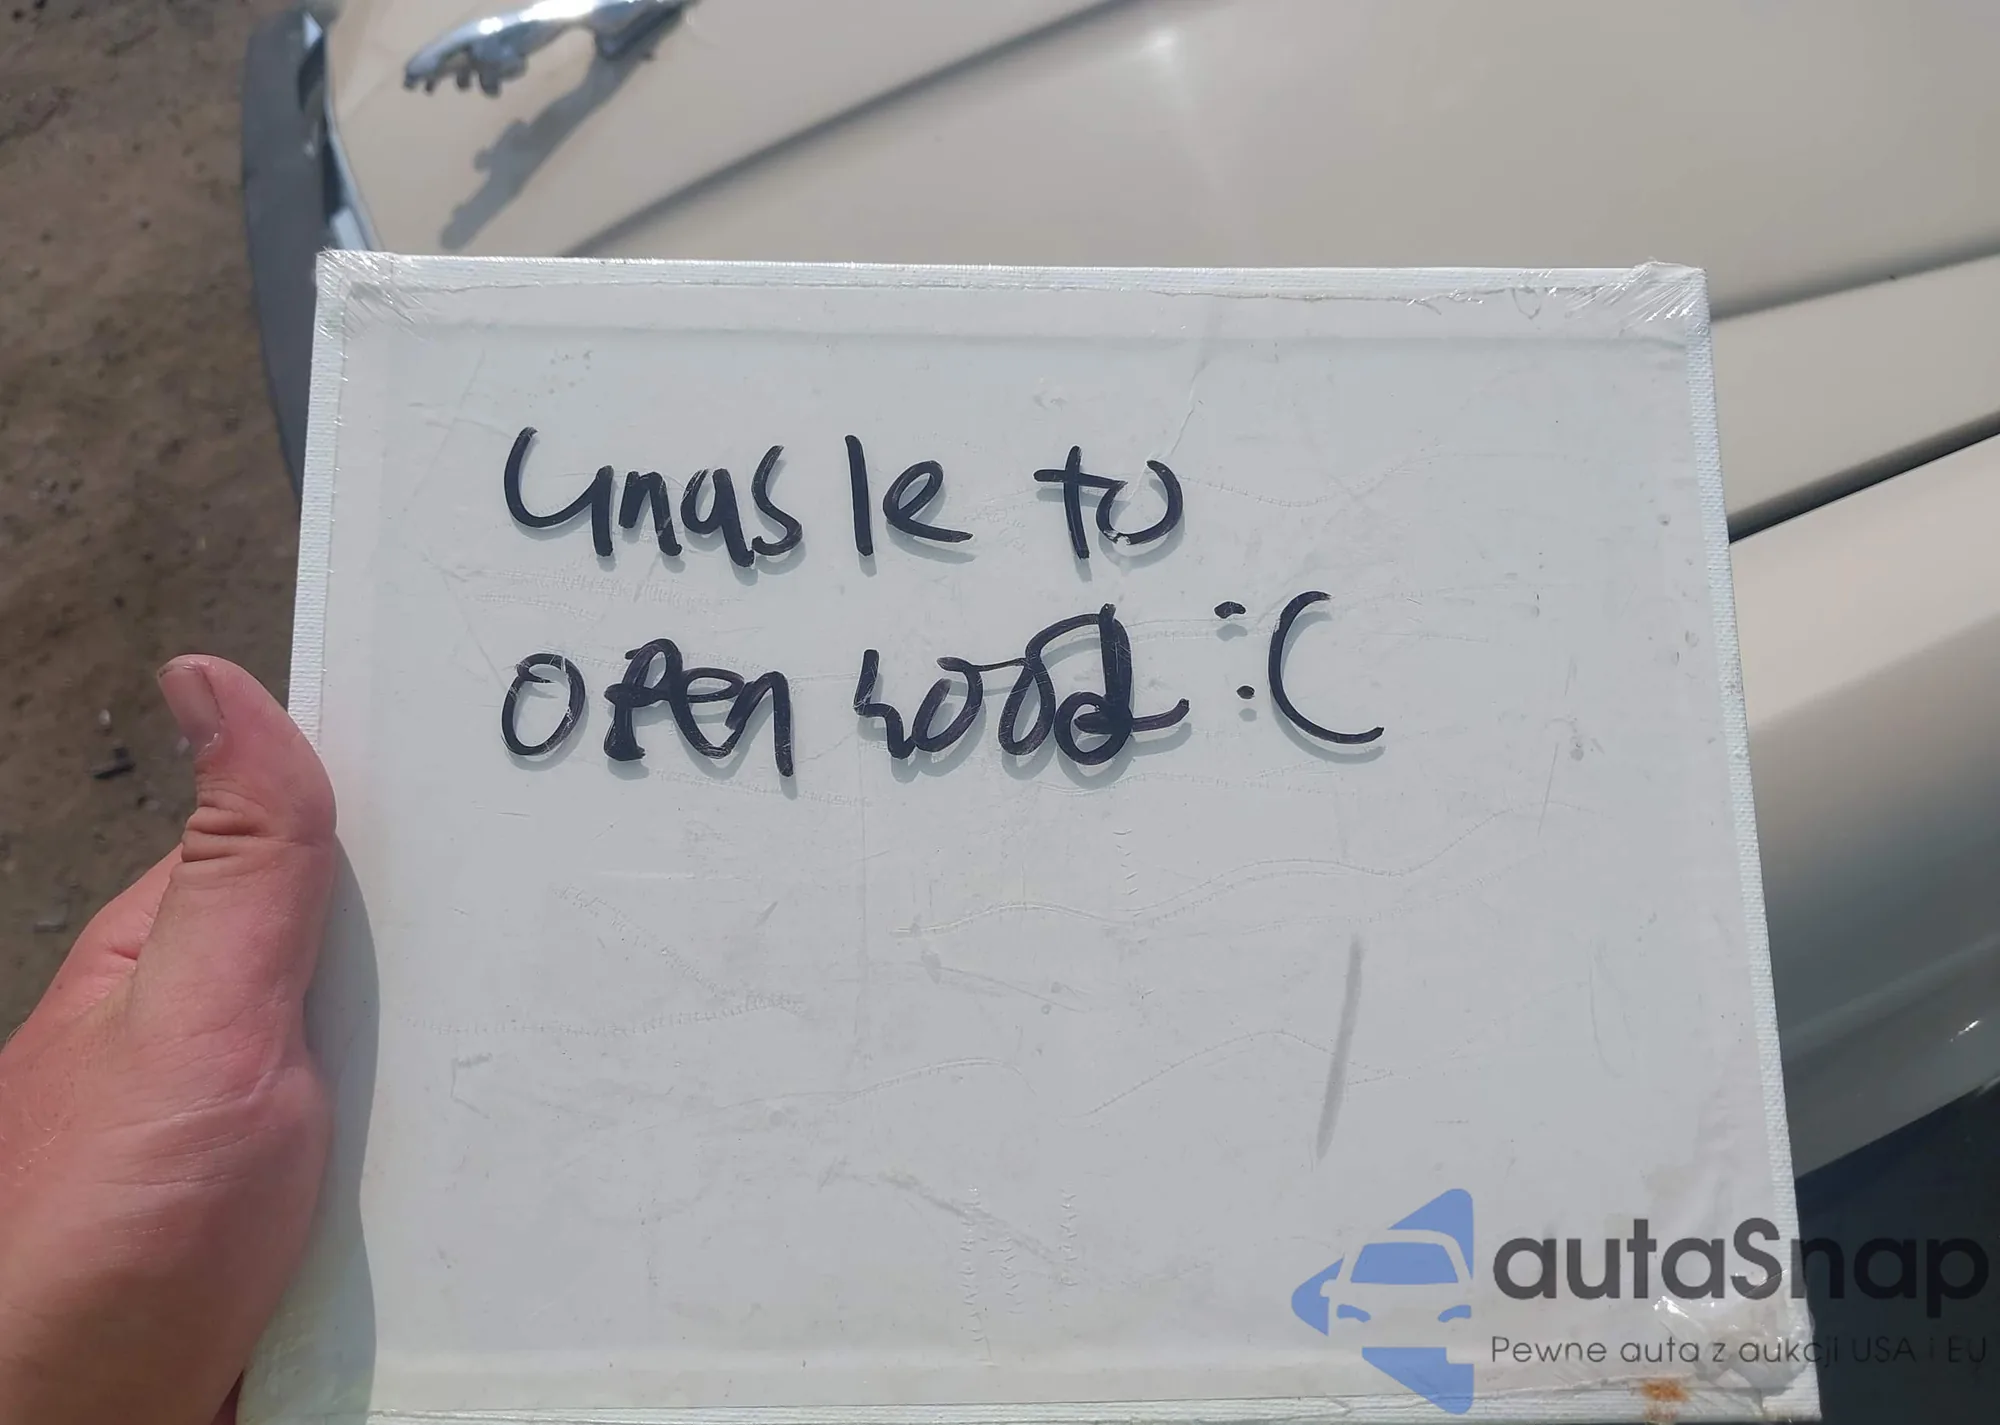 Unable to
open hood :(
autaSnap
Pewne auta z aukcji USA i EU